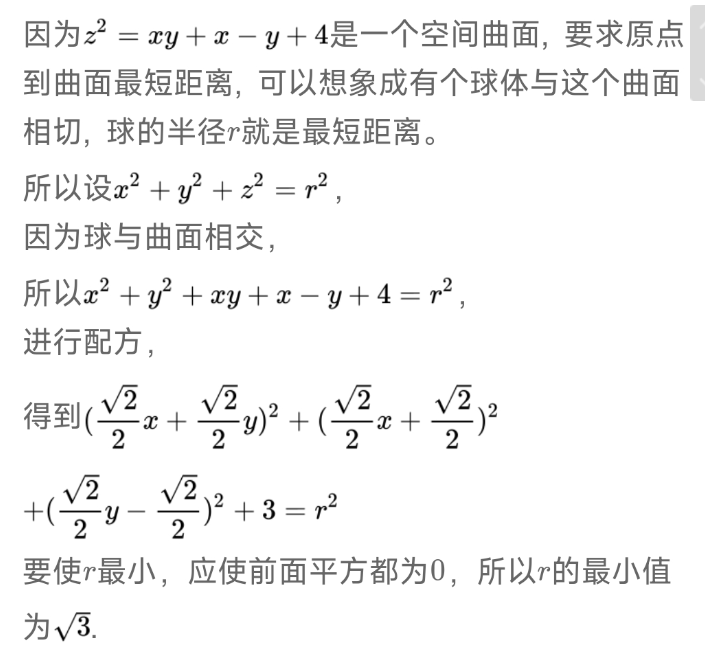 因为$z^2 = xy + x - y + 4$是一个空间曲面, 要求原点
到曲面最短距离, 可以想象成有个球体与这个曲面
相切, 球的半径$r$就是最短距离。
所以设$x^2 + y^2 + z^2 = r^2$,
因为球与曲面相交,
所以$x^2 + y^2 + xy + x - y + 4 = r^2$,
进行配方,
得到$(\frac{\sqrt{2}}{2}x + \frac{\sqrt{2}}{2}y)^2 + (\frac{\sqrt{2}}{2}x + \frac{\sqrt{2}}{2})^2$
$+(\frac{\sqrt{2}}{2}y - \frac{\sqrt{2}}{2})^2 + 3 = r^2$
要使$r$最小, 应使前面平方都为0, 所以$r$的最小值
为$\sqrt{3}$.